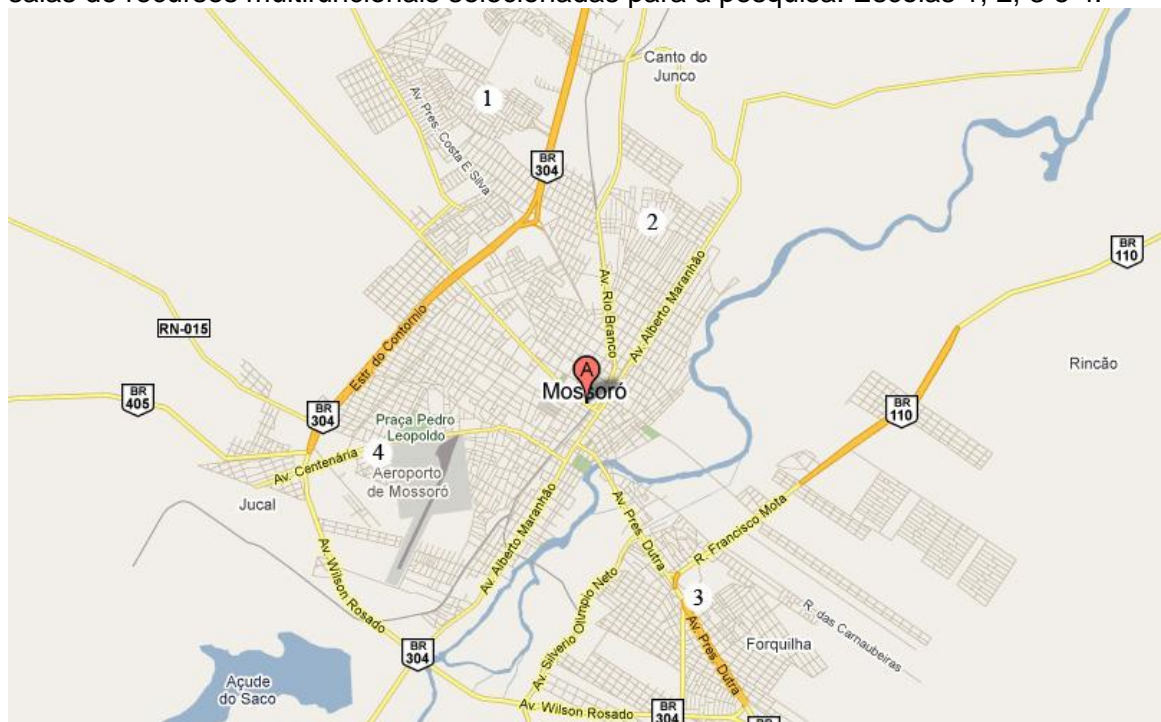 salas de recursos multifuncionais selecionadas para a pesquisa. Escolas 1, 2, 3 e 4.
Canto do
Junco
1
Av. Pres. Costa E Silva
BR
304
2
BR
110
Av. Rio Branco
Av. Alberto Maranhão
Estr. do Contorno
RN-015
A
Mossoró
Rincão
BR
405
BR
304
BR
110
Praça Pedro
Leopoldo
4
Av. Centenária
Aeroporto
de Mossoró
Jucal
Av. Pres. Dutra
R. Francisco Mota
Av. Alberto Maranhão
Av. Wilson Rosado
Av. Silverio Olimpio Neto
3
R. das Carnaubeiras
Forquilha
Av. Pres. Dutra
BR
304
Açude
do Saco
Av. Wilson Rosado
BR
304
BR